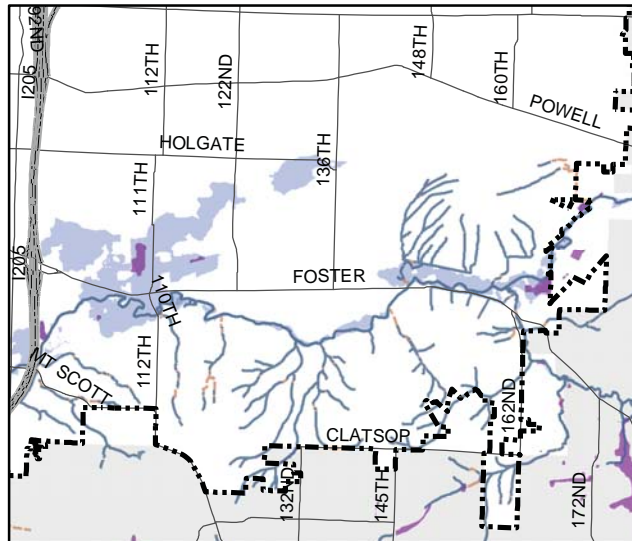 92ND
I205
112TH
122ND
148TH
160TH
POWELL
HOLGATE
136TH
111TH
I205
FOSTER
110TH
MT SCOTT
112TH
162ND
CLATSOP
132ND
145TH
172ND